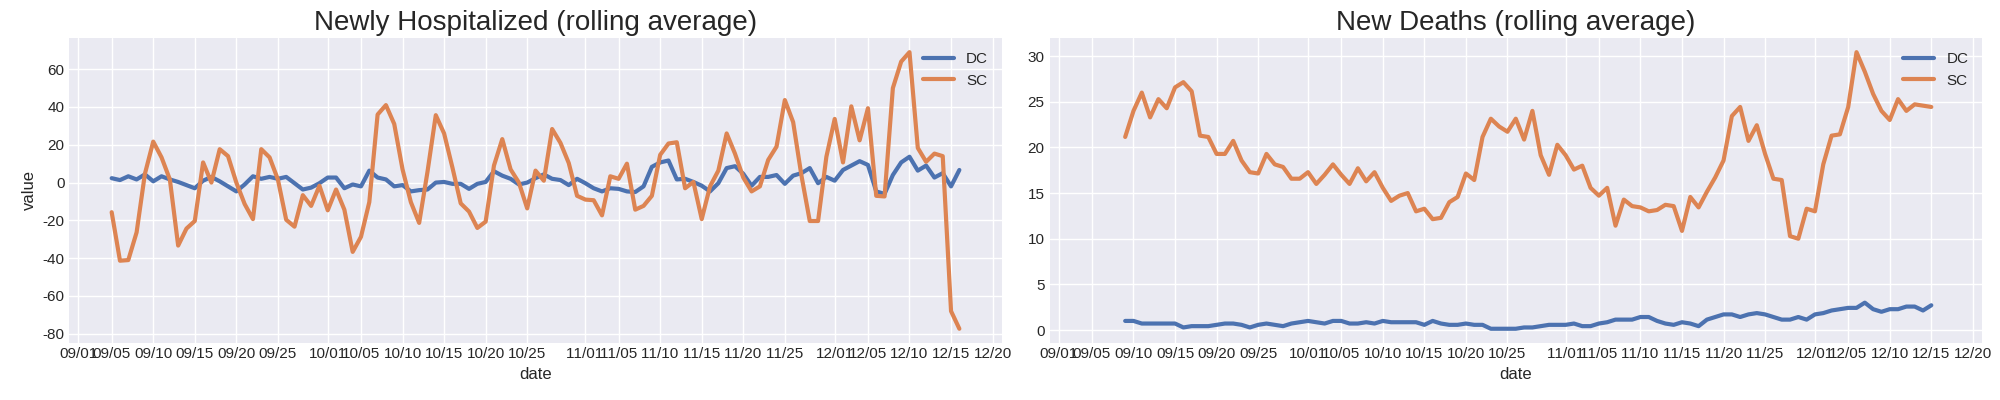 Newly Hospitalized (rolling average)
value
60
40
20
0
-20
-40
-60
-80
DC
SC
09/01 09/05 09/10 09/15 09/20 09/25 10/01 10/05 10/10 10/15 10/20 10/25 11/01 11/05 11/10 11/15 11/20 11/25 12/01 12/05 12/10 12/15 12/20
date
New Deaths (rolling average)
30
25
20
15
10
5
0
DC
SC
09/01 09/05 09/10 09/15 09/20 09/25 10/01 10/05 10/10 10/15 10/20 10/25 11/01 11/05 11/10 11/15 11/20 11/25 12/01 12/05 12/10 12/15 12/20
date